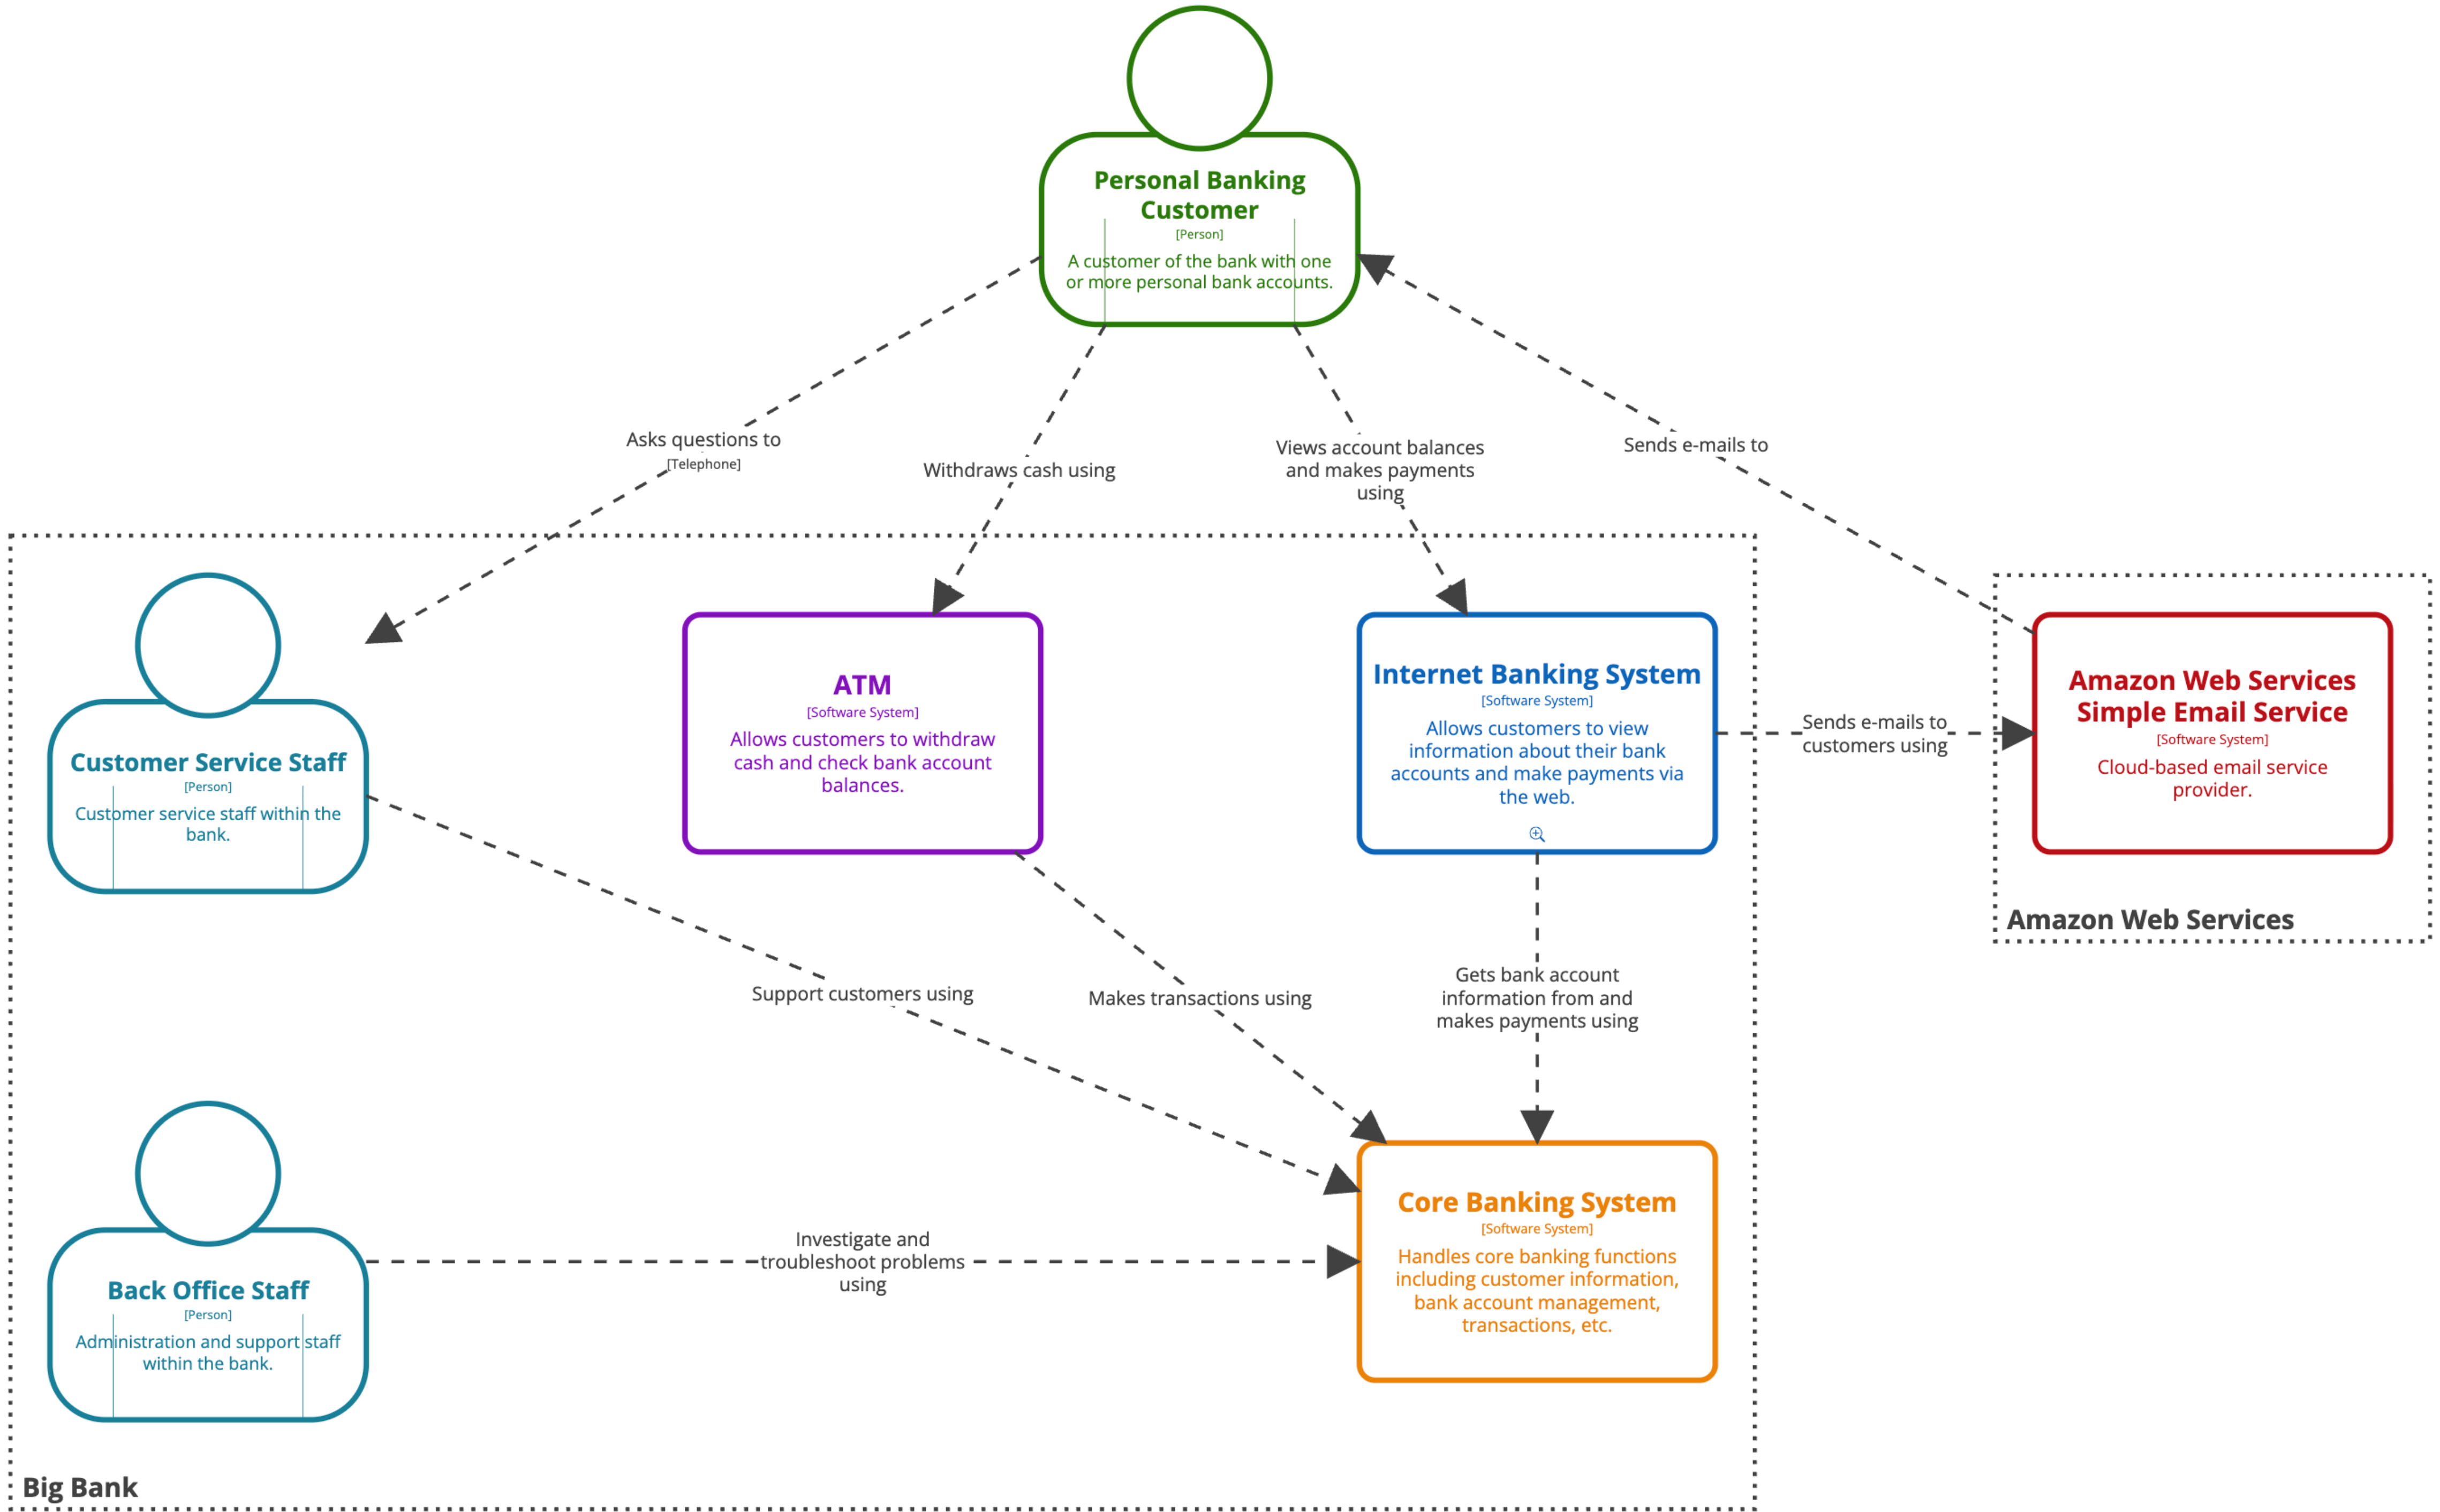 Personal Banking
Customer
[Person]
A customer of the bank with one
or more personal bank accounts.
Asks questions to
[Telephone]
Withdraws cash using
Views account balances
and makes payments
using
Sends e-mails to
Customer Service Staff
[Person]
Customer service staff within the
bank.
ATM
[Software System]
Allows customers to withdraw
cash and check bank account
balances.
Internet Banking System
[Software System]
Allows customers to view
information about their bank
accounts and make payments via
the web.
Sends e-mails to
customers using
Amazon Web Services
Simple Email Service
[Software System]
Cloud-based email service
provider.
Amazon Web Services
Support customers using
Makes transactions using
Gets bank account
information from and
makes payments using
Back Office Staff
[Person]
Administration and support staff
within the bank.
Investigate and
troubleshoot problems
using
Core Banking System
[Software System]
Handles core banking functions
including customer information,
bank account management,
transactions, etc.
Big Bank